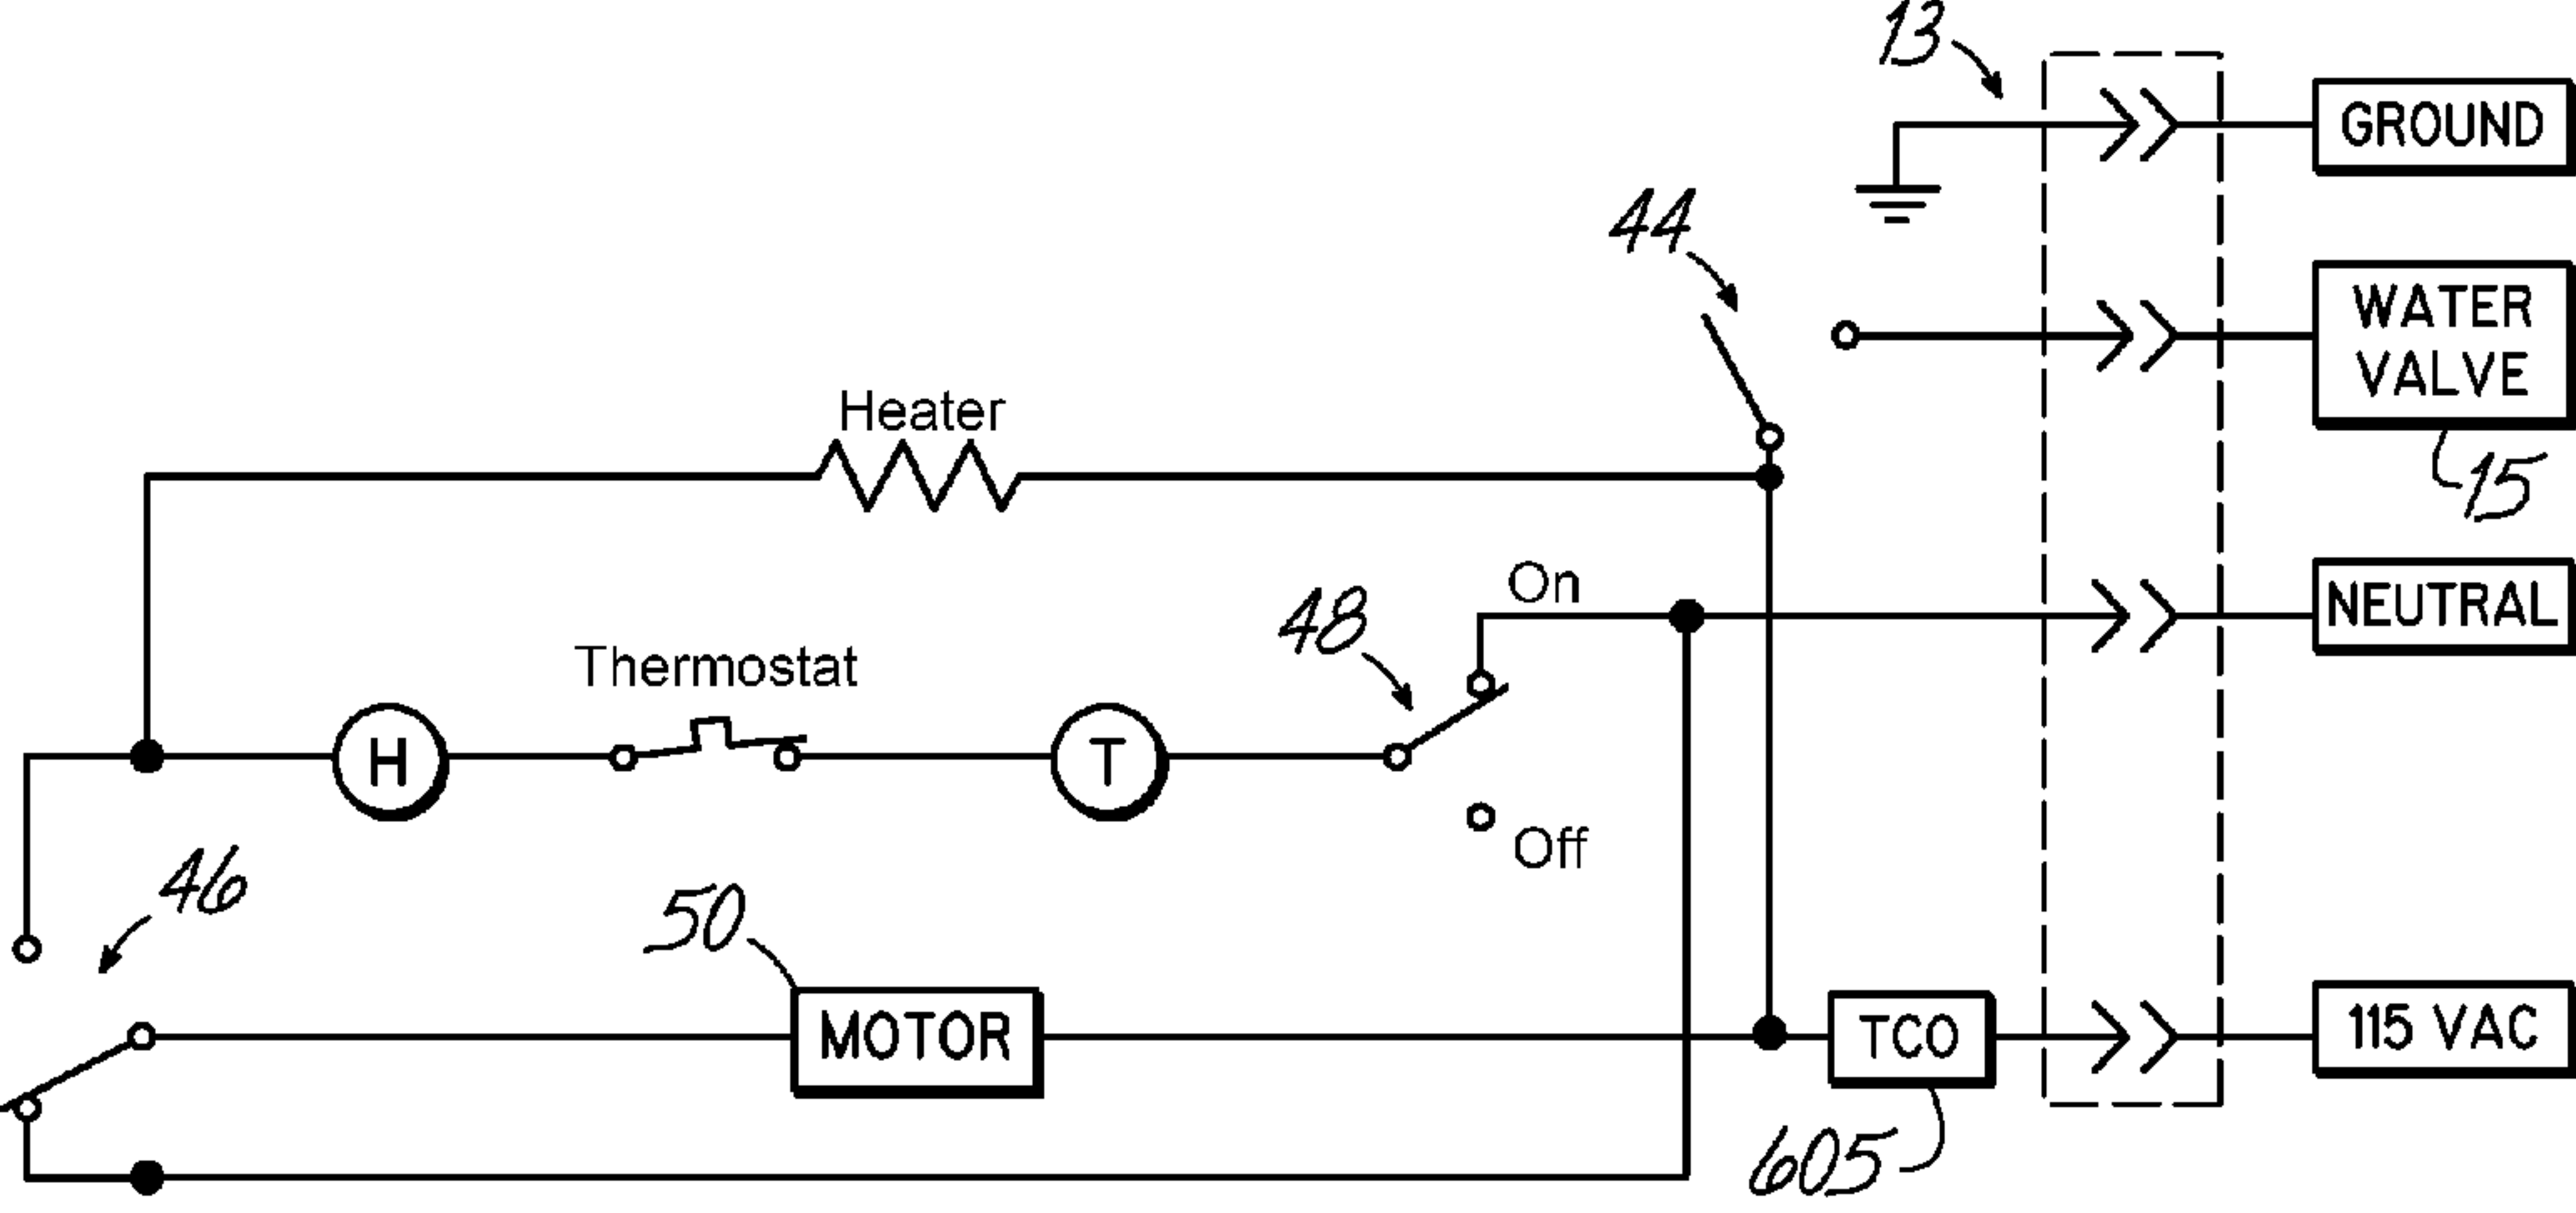 13
GROUND
44
WATER
VALVE
15
Heater
On
NEUTRAL
48
Thermostat
H
T
Off
46
50
MOTOR
TCO
115 VAC
605